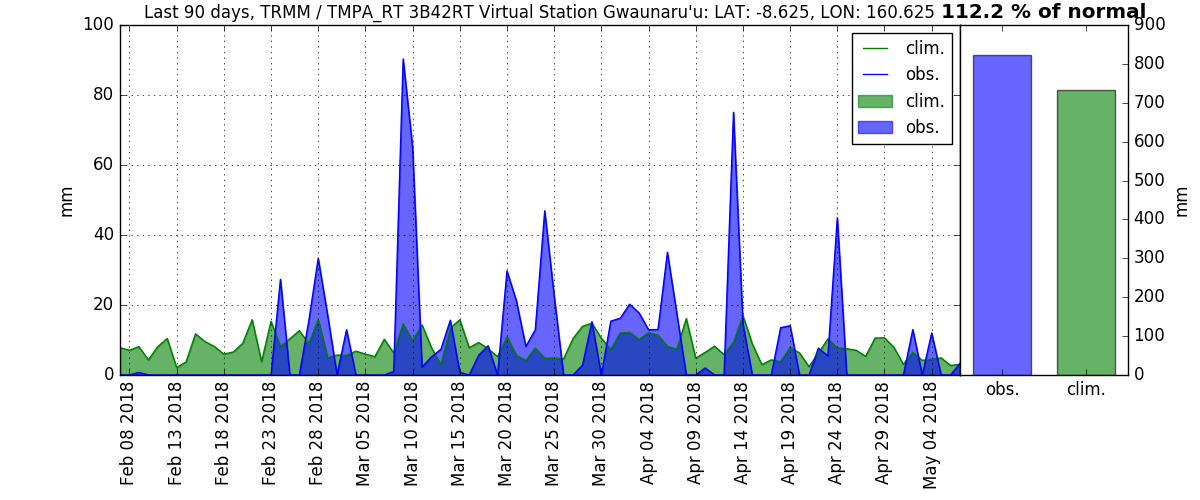 Last 90 days, TRMM / TMPA_RT 3B42RT Virtual Station Gwaunaru'u: LAT: -8.625, LON: 160.625 112.2 % of normal
100
80
60
40
20
0
mm
clim.
obs.
clim.
obs.
900
800
700
600
500
400
300
200
100
0
mm
obs.
clim.
Feb 08 2018
Feb 13 2018
Feb 18 2018
Feb 23 2018
Feb 28 2018
Mar 05 2018
Mar 10 2018
Mar 15 2018
Mar 20 2018
Mar 25 2018
Mar 30 2018
Apr 04 2018
Apr 09 2018
Apr 14 2018
Apr 19 2018
Apr 24 2018
Apr 29 2018
May 04 2018